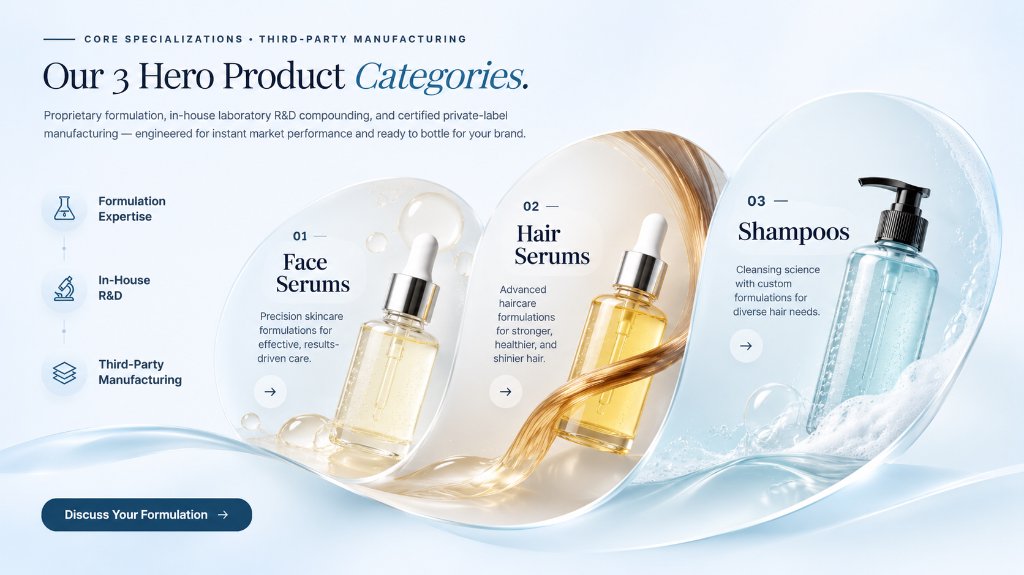 CORE SPECIALIZATIONS • THIRD-PARTY MANUFACTURING
Our 3 Hero Product Categories.
Proprietary formulation, in-house laboratory R&D compounding, and certified private-label
manufacturing — engineered for instant market performance and ready to bottle for your brand.
Formulation
Expertise
In-House
R&D
Third-Party
Manufacturing
01 —
Face
Serums
Precision skincare
formulations for
effective, results-
driven care.
→
02 —
Hair
Serums
Advanced
haircare
formulations
for stronger,
healthier, and
shinier hair.
→
03 —
Shampoos
Cleansing science
with custom
formulations for
diverse hair needs.
→
Discuss Your Formulation →